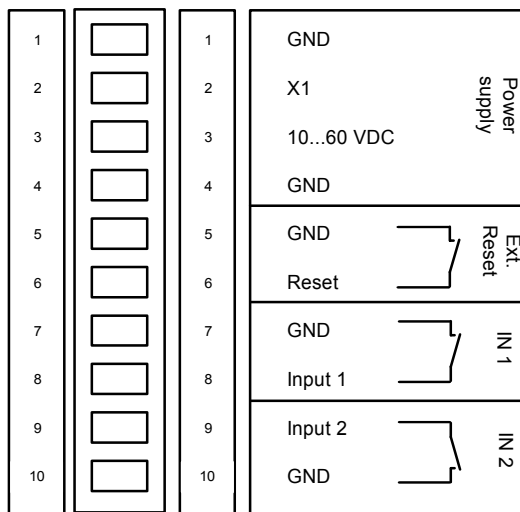 1 1 GND
2 2 X1
3 3 10...60 VDC
4 4 GND
Power
supply
5 5 GND
6 6 Reset
Ext.
Reset
7 7 GND
8 8 Input 1
IN 1
9 9 Input 2
10 10 GND
IN 2